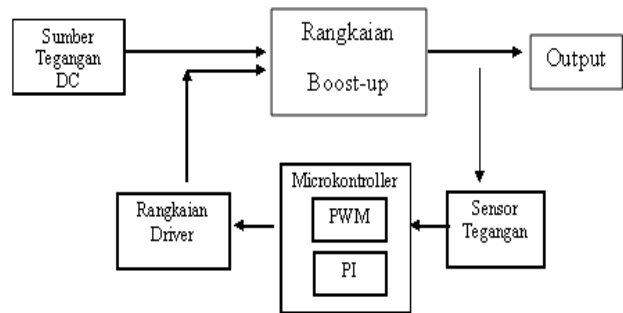 Sumber
Tegangan
DC
Rangkaian
Boost-up
Output
Rangkaian
Driver
Microkontroller
PWM
PI
Sensor
Tegangan